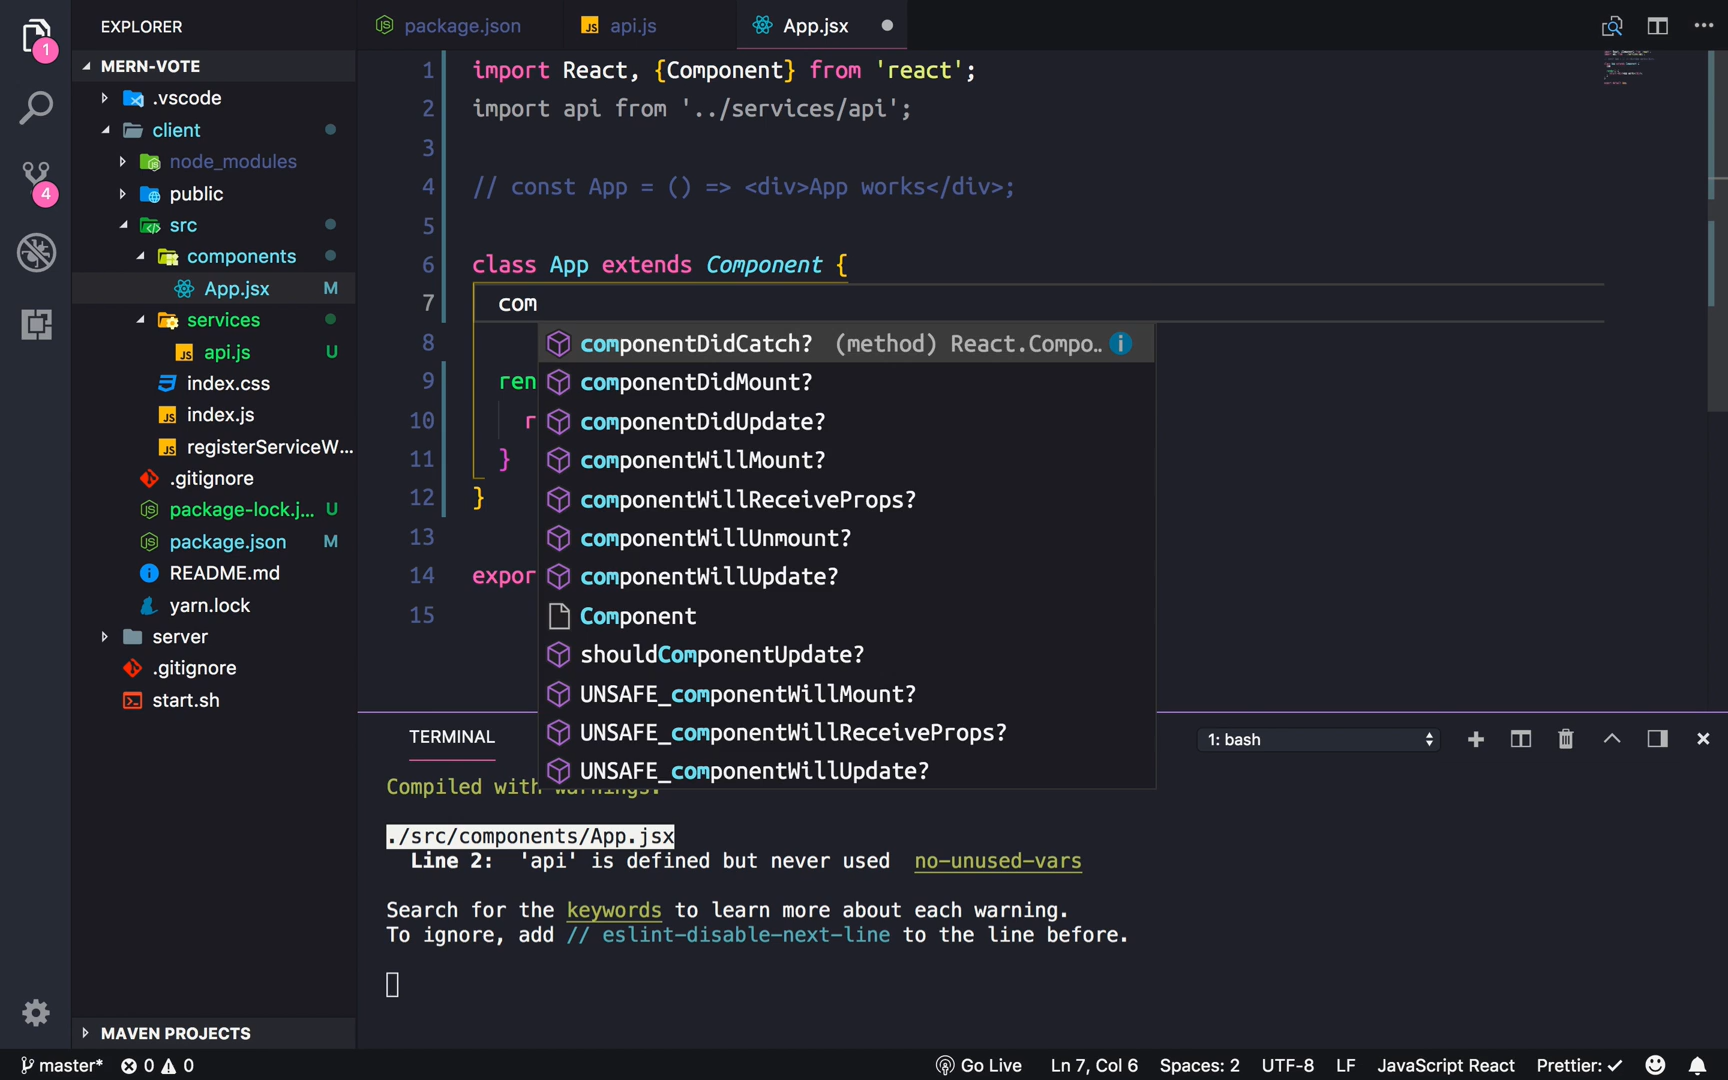 EXPLORER
1
MERN-VOTE
.vscode
client
node_modules
public
4
src
components
App.jsx M
services
api.js U
index.css
index.js
registerServiceW...
.gitignore
package-lock.j... U
package.json M
README.md
yarn.lock
server
.gitignore
start.sh
MAVEN PROJECTS
package.json
JS api.js
App.jsx
1 import React, {Component} from 'react';
2 import api from '../services/api';
3
4 // const App = () => <div>App works</div>;
5
6 class App extends Component {
7 com
8
9 ren
10 r
11 }
12 }
13
14 expor
15
componentDidCatch? (method) React.Compo..
componentDidMount?
componentDidUpdate?
componentWillMount?
componentWillReceiveProps?
componentWillUnmount?
componentWillUpdate?
Component
shouldComponentUpdate?
UNSAFE_componentWillMount?
UNSAFE_componentWillReceiveProps?
UNSAFE_componentWillUpdate?
TERMINAL
1: bash
Compiled with warnings.
./src/components/App.jsx
Line 2: 'api' is defined but never used no-unused-vars
Search for the keywords to learn more about each warning.
To ignore, add // eslint-disable-next-line to the line before.
master* 0 0
Go Live Ln 7, Col 6 Spaces: 2 UTF-8 LF JavaScript React Prettier: ✓